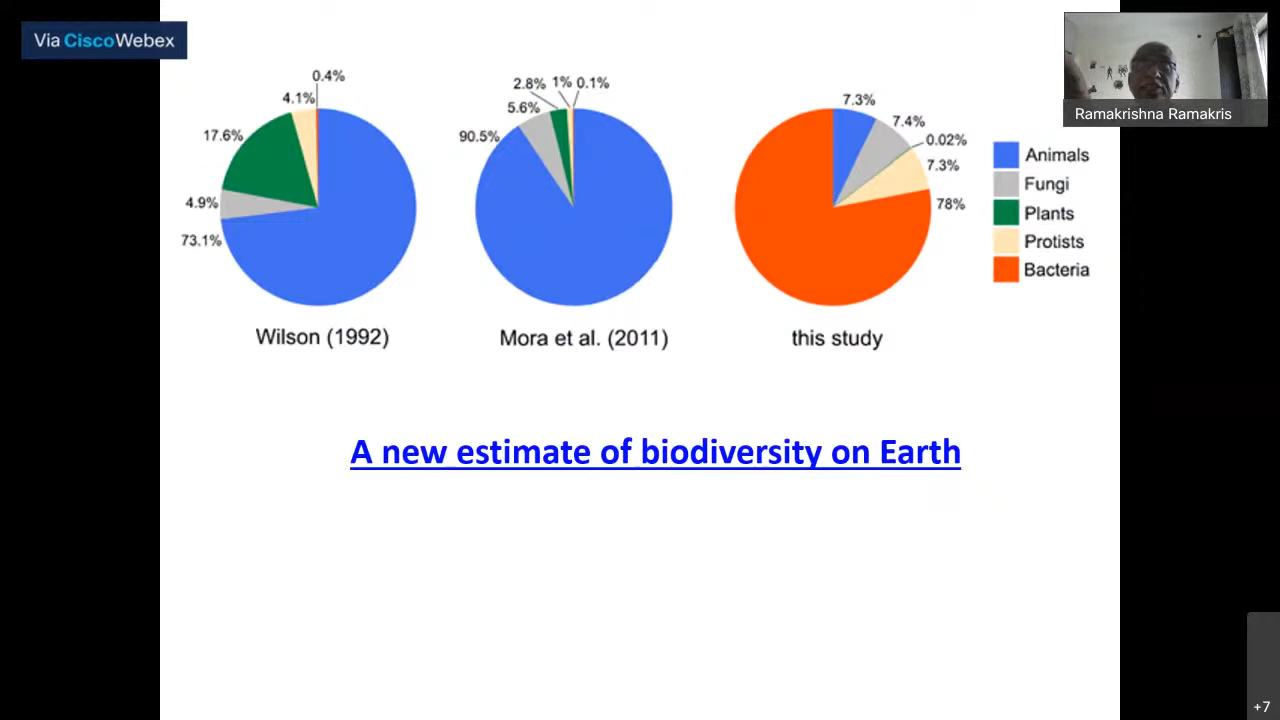 Via CiscoWebex
Ramakrishna Ramakris
0.4%
4.1%
17.6%
4.9%
73.1%
Wilson (1992)
2.8% 1% 0.1%
5.6%
90.5%
Mora et al. (2011)
7.3%
7.4%
0.02%
7.3%
78%
this study
Animals
Fungi
Plants
Protists
Bacteria
A new estimate of biodiversity on Earth
+7